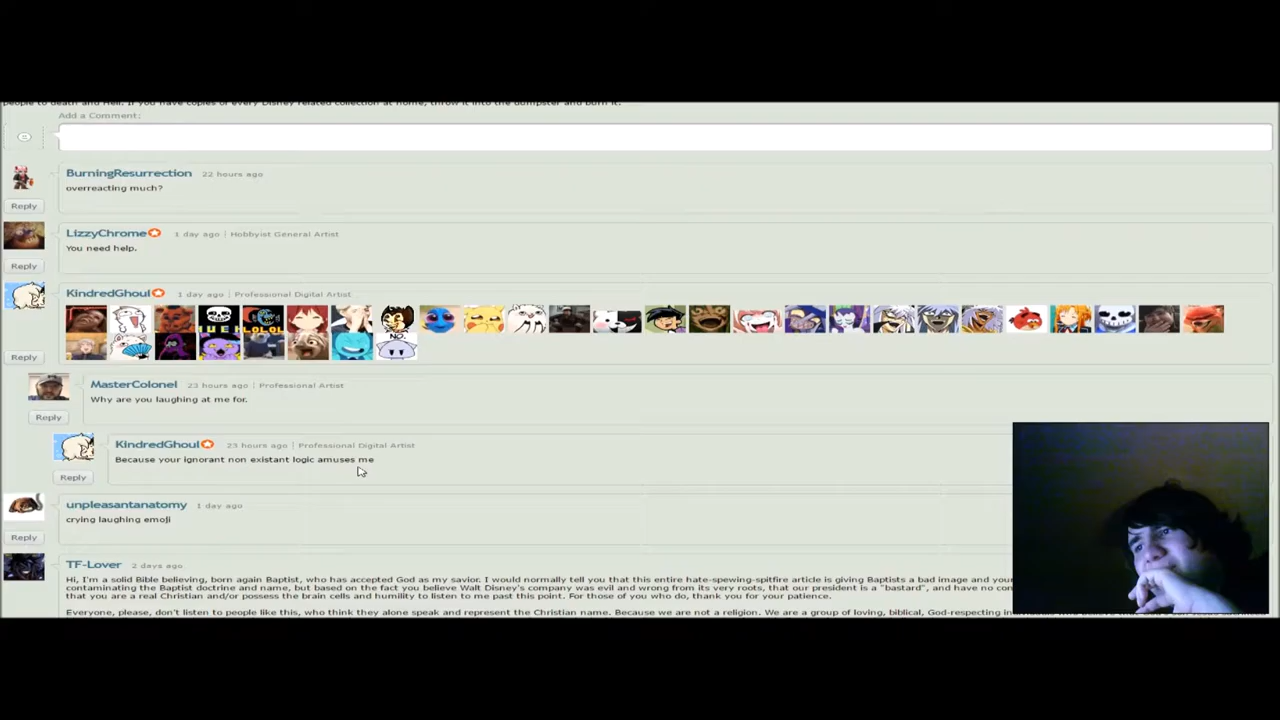 people to death and Hell. If you have copies of every Disney related collection at home, throw it into the dumpster and burn it.
Add a Comment:
BurningResurrection 22 hours ago
overreacting much?
Reply
LizzyChrome 1 day ago | Hobbyist General Artist
You need help.
Reply
KindredGhoul 1 day ago | Professional Digital Artist
HUE LOLOL
NO.
Reply
MasterColonel 23 hours ago | Professional Artist
Why are you laughing at me for.
Reply
KindredGhoul 23 hours ago | Professional Digital Artist
Because your ignorant non existant logic amuses me
Reply
unpleasantanatomy 1 day ago
crying laughing emoji
Reply
TF-Lover 2 days ago
Hi, I'm a solid Bible believing, born again Baptist, who has accepted God as my savior. I would normally tell you that this entire hate-spewing-spitfire article is giving Baptists a bad image and your
contaminating the Baptist doctrine and name, but based on the fact you believe Walt Disney's company was evil and wrong from its very roots, that our president is a "bastard", and have no
that you are a real Christian and/or possess the brain cells and humility to listen to me past this point. For those of you who do, thank you for your patience.
Everyone, please, don't listen to people like this, who think they alone speak and represent the Christian name. Because we are not a religion. We are a group of loving, biblical, God-respecting